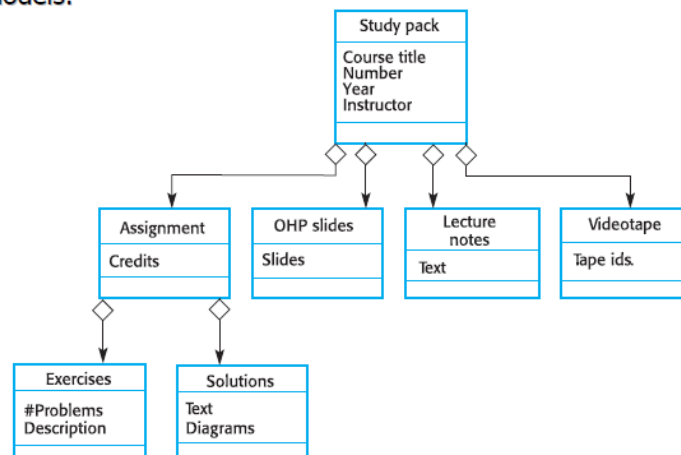 models.
Study pack
Course title
Number
Year
Instructor
Assignment
Credits
OHP slides
Slides
Lecture
notes
Text
Videotape
Tape ids.
Exercises
#Problems
Description
Solutions
Text
Diagrams